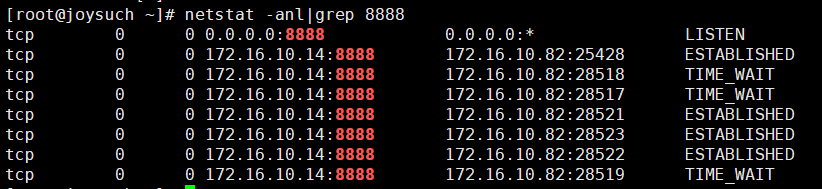 [root@joysuch ~]# netstat -anl|grep 8888
tcp 0 0 0.0.0.0:8888 0.0.0.0:* LISTEN
tcp 0 0 172.16.10.14:8888 172.16.10.82:25428 ESTABLISHED
tcp 0 0 172.16.10.14:8888 172.16.10.82:28518 TIME_WAIT
tcp 0 0 172.16.10.14:8888 172.16.10.82:28517 TIME_WAIT
tcp 0 0 172.16.10.14:8888 172.16.10.82:28521 ESTABLISHED
tcp 0 0 172.16.10.14:8888 172.16.10.82:28523 ESTABLISHED
tcp 0 0 172.16.10.14:8888 172.16.10.82:28522 ESTABLISHED
tcp 0 0 172.16.10.14:8888 172.16.10.82:28519 TIME_WAIT